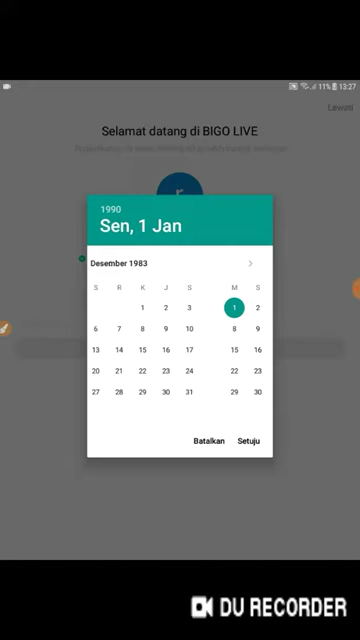 11% 13:27
Lewati
Selamat datang di BIGO LIVE
r
1990
Sen, 1 Jan
Desember 1983
S R K J S M S
1 2 3 1 2
6 7 8 9 10 8 9
13 14 15 16 17 15 16
20 21 22 23 24 22 23
27 28 29 30 31 29 30
Batalkan Setuju
DU RECORDER